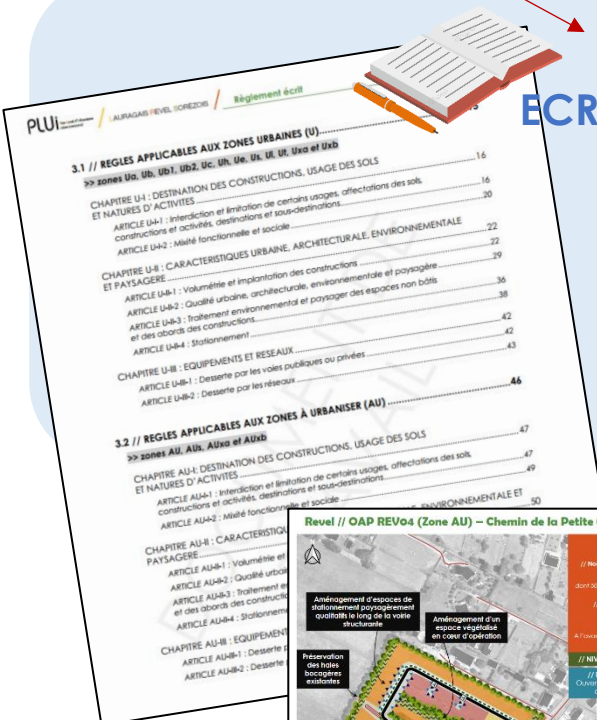 ECR
PLUi LAURAGAIS REVEL SORÉZOIS Règlement écrit
3.1 // REGLES APPLICABLES AUX ZONES URBAINES (U)
>> zones Ua, Ub, Ub1, Ub2, Uc, Uh, Ue, Us, Ul, Uf, Uxa et Uxb
CHAPITRE U-I : DESTINATION DES CONSTRUCTIONS, USAGE DES SOLS
ET NATURES D'ACTIVITES 16
ARTICLE U-I-1 : Interdiction et limitation de certains usages, affectations des sols,
constructions et activités, destinations et sous-destinations 16
ARTICLE U-I-2 : Mixité fonctionnelle et sociale 20
CHAPITRE U-II : CARACTERISTIQUES URBAINE, ARCHITECTURALE, ENVIRONNEMENTALE
ET PAYSAGERE 22
ARTICLE U-II-1 : Volumétrie et implantation des constructions 22
ARTICLE U-II-2 : Qualité urbaine, architecturale, environnementale et paysagère 29
ARTICLE U-II-3 : Traitement environnemental et paysager des espaces non bâtis
et des abords des constructions 36
ARTICLE U-II-4 : Stationnement 38
CHAPITRE U-III : EQUIPEMENTS ET RESEAUX 42
ARTICLE U-III-1 : Desserte par les voies publiques ou privées 42
ARTICLE U-III-2 : Desserte par les réseaux 43
3.2 // REGLES APPLICABLES AUX ZONES À URBANISER (AU) 46
>> zones AU, AUs, AUxa et AUxb
CHAPITRE AU-I: DESTINATION DES CONSTRUCTIONS, USAGE DES SOLS
ET NATURES D'ACTIVITES 47
ARTICLE AU-I-1 : Interdiction et limitation de certains usages, affectations des sols,
constructions et activités, destinations et sous-destinations 47
ARTICLE AU-I-2 : Mixité fonctionnelle et sociale 49
CHAPITRE AU-II : CARACTERISTIQU ENVIRONNEMENTALE ET
PAYSAGERE 50
ARTICLE AU-II-1 : Volumétrie et
ARTICLE AU-II-2 : Qualité urbai
ARTICLE AU-II-3 : Traitement e
et des abords des constructio
ARTICLE AU-II-4 : Stationneme
CHAPITRE AU-III : EQUIPEMENT
ARTICLE AU-III-1 : Desserte p
ARTICLE AU-III-2 : Desserte p
Revel // OAP REV04 (Zone AU) – Chemin de la Petite
Aménagement d'espaces de
stationnement paysagèrement
qualitatifs le long de la voirie
structurante
Aménagement d'un
espace végétalisé
en cœur d'opération
Préservation
des haies
bocagères
existantes
// No
dont 50
A l'ava
// NIV
Ouver